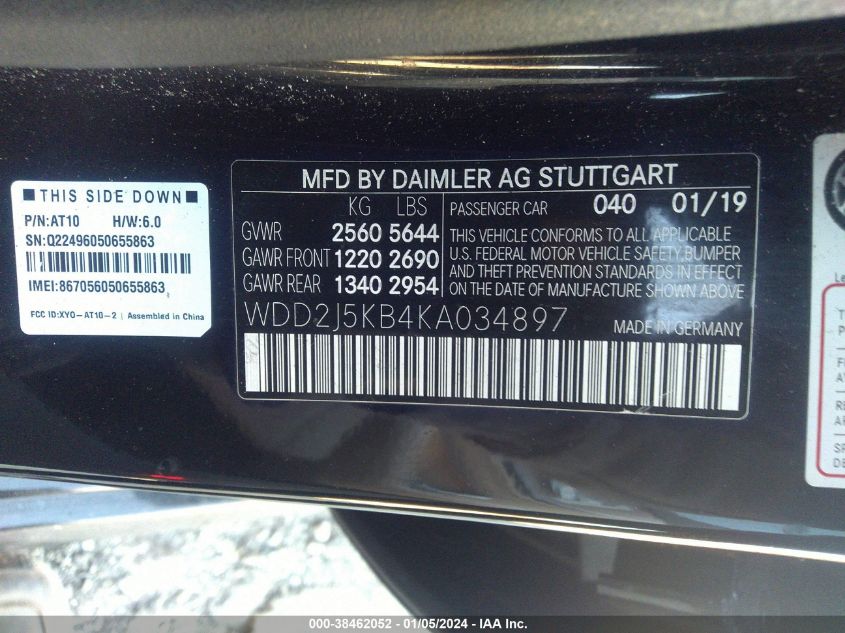 THIS SIDE DOWN
P/N:AT10 H/W:6.0
SN:Q22496050655863
IMEI:867056050655863
FCC ID:XYO-AT10-2 Assembled in China
MFD BY DAIMLER AG STUTTGART
KG LBS
GVWR 2560 5644
GAWR FRONT 1220 2690
GAWR REAR 1340 2954
PASSENGER CAR 040 01/19
THIS VEHICLE CONFORMS TO ALL APPLICABLE
U.S. FEDERAL MOTOR VEHICLE SAFETY, BUMPER
AND THEFT PREVENTION STANDARDS IN EFFECT
ON THE DATE OF MANUFACTURE SHOWN ABOVE.
WDD2J5KB4KA034897 MADE IN GERMANY
000-38462052 - 01/05/2024 - IAA Inc.